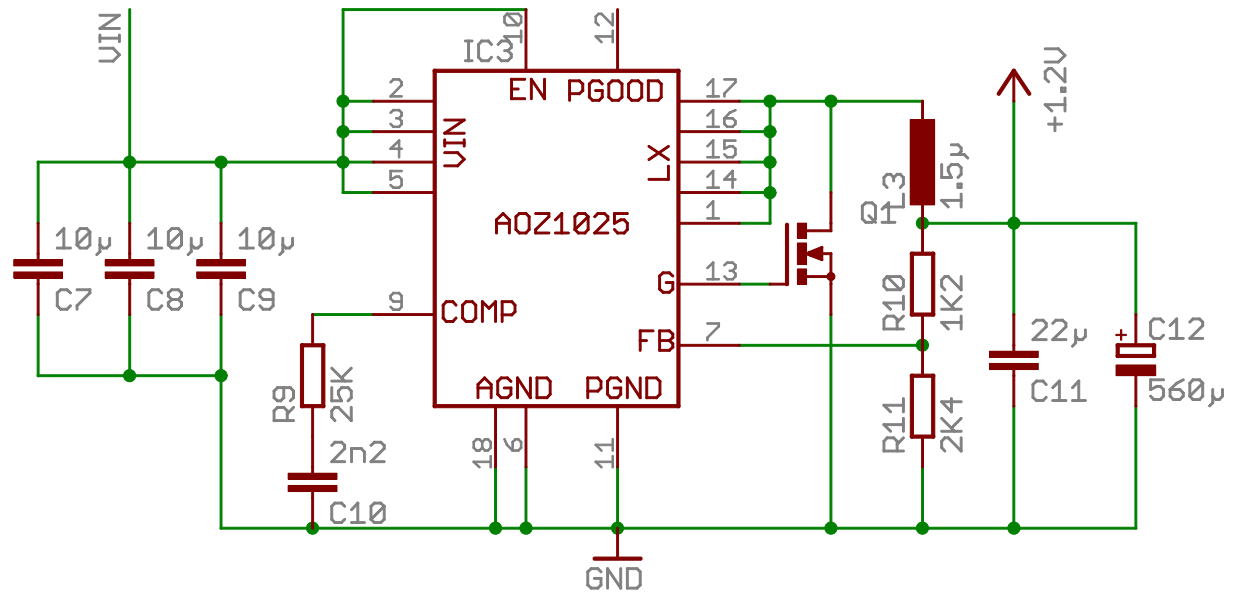 VIN
10
12
IC3
EN PGOOD
2
17
3
16
VIN
4
LX
15
5
14
1
AOZ1025
+1.2V
L3
1.5µ
Q1
10µ
10µ
10µ
C7
C8
C9
G
13
9
COMP
R10
1K2
FB
7
22µ
C11
+
C12
560µ
R9
25K
AGND PGND
18
6
11
R11
2K4
2n2
C10
GND